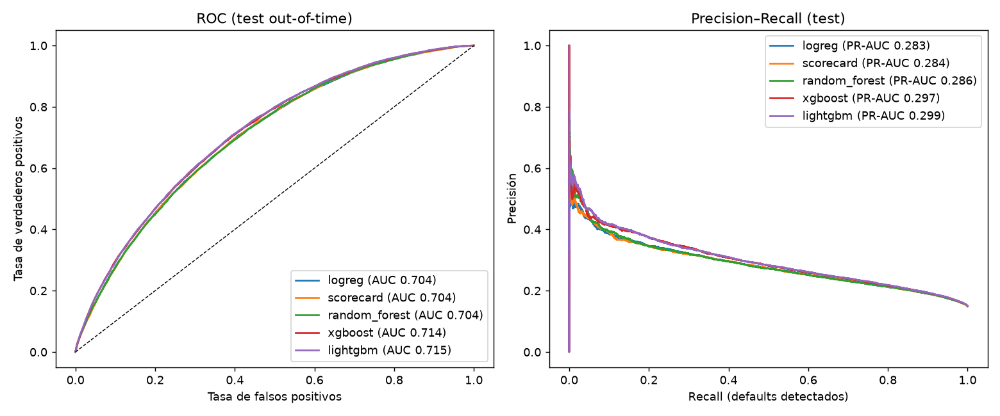 ROC (test out-of-time)
Tasa de verdaderos positivos
1.0
0.8
0.6
0.4
0.2
0.0
logreg (AUC 0.704)
scorecard (AUC 0.704)
random_forest (AUC 0.704)
xgboost (AUC 0.714)
lightgbm (AUC 0.715)
0.0 0.2 0.4 0.6 0.8 1.0
Tasa de falsos positivos
Precision–Recall (test)
Precisión
1.0
0.8
0.6
0.4
0.2
0.0
logreg (PR-AUC 0.283)
scorecard (PR-AUC 0.284)
random_forest (PR-AUC 0.286)
xgboost (PR-AUC 0.297)
lightgbm (PR-AUC 0.299)
0.0 0.2 0.4 0.6 0.8 1.0
Recall (defaults detectados)